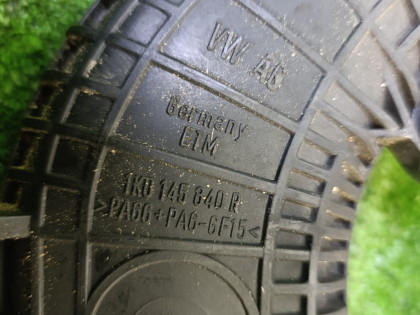 VW AG
Germany
ETM
1K0 145 840 R
>PA66+PA6-GF15<